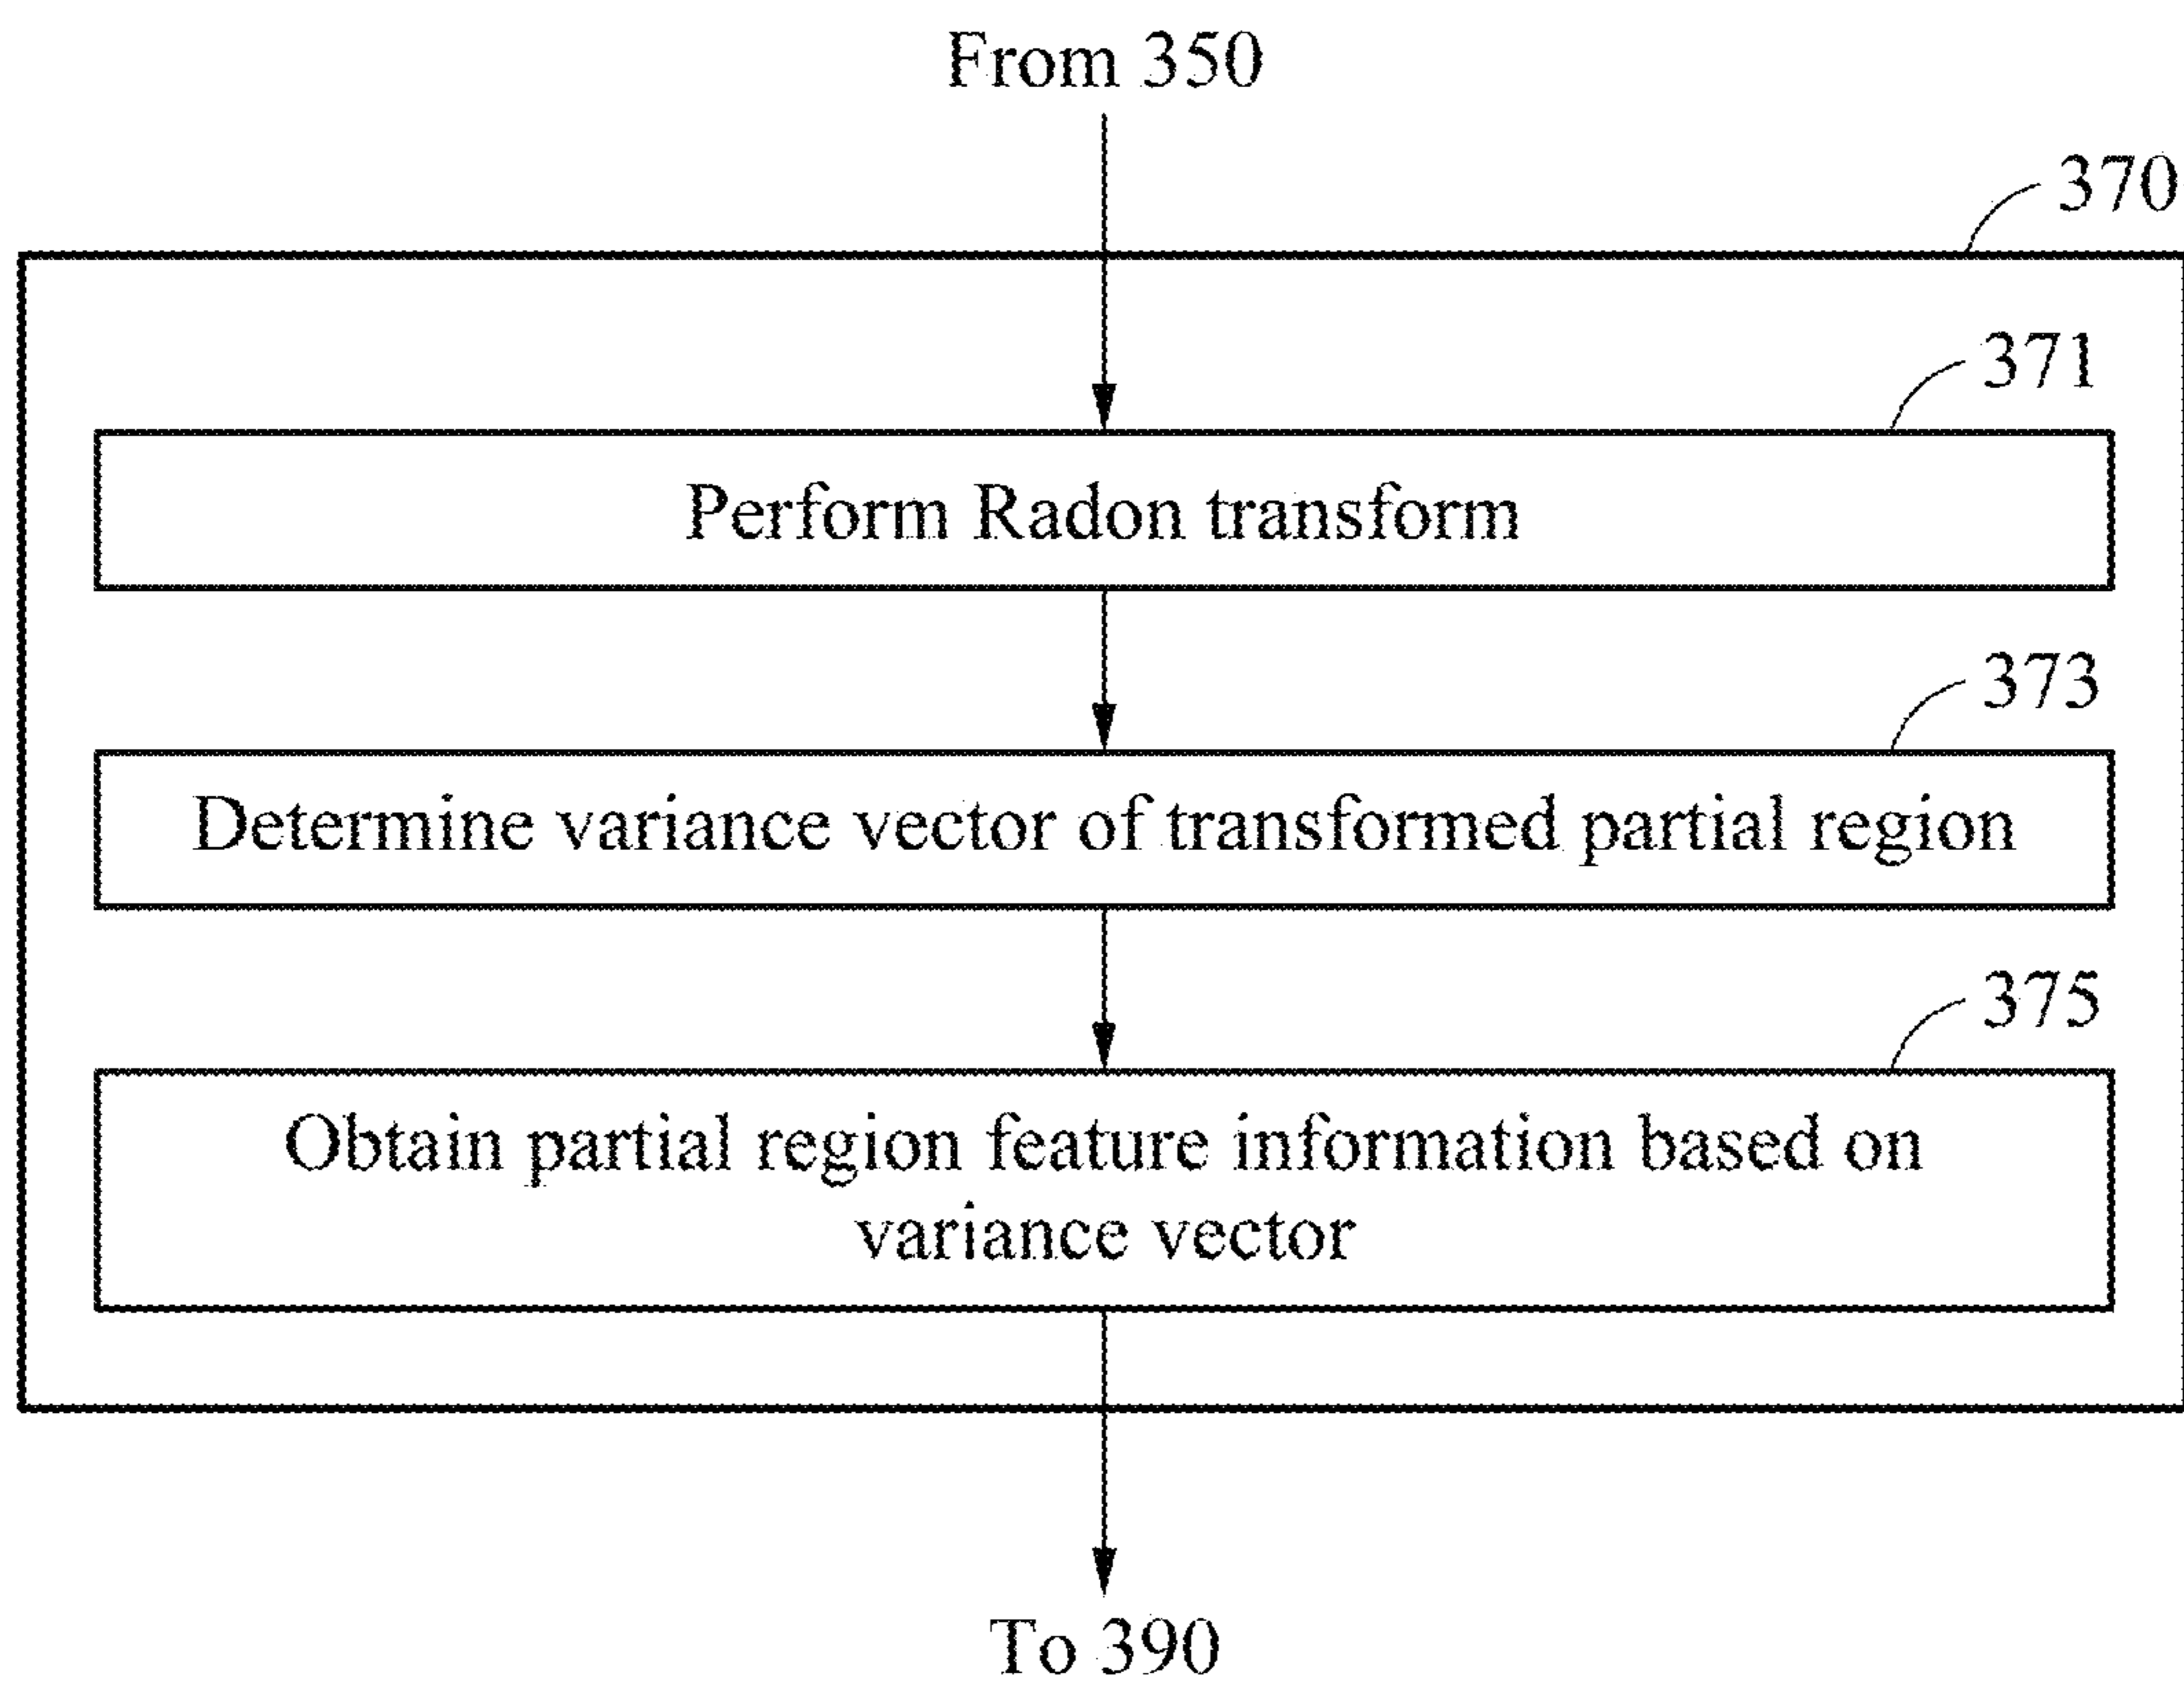 From 350
370
371
Perform Radon transform
373
Determine variance vector of transformed partial region
375
Obtain partial region feature information based on
variance vector
To 390